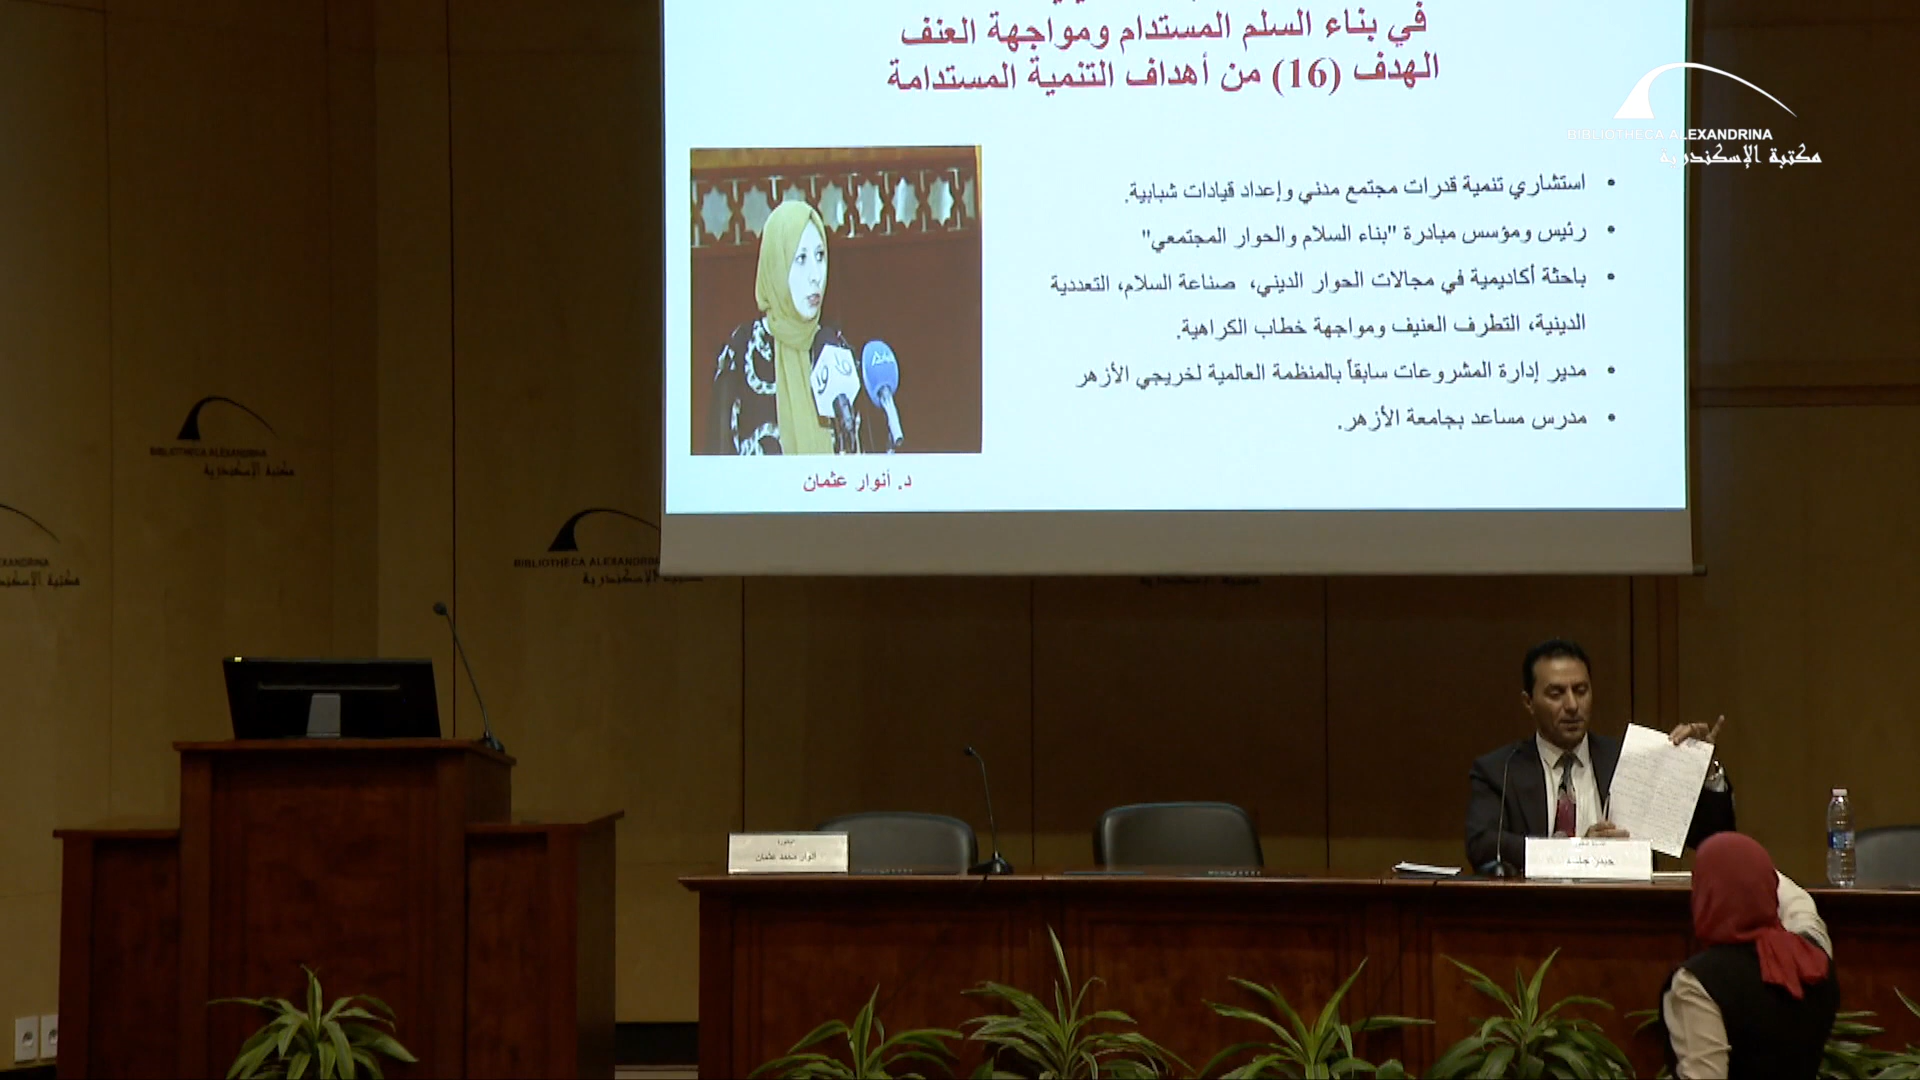 في بناء السلم المستدام ومواجهة العنف
الهدف (16) من أهداف التنمية المستدامة
BIBLIOTHECA ALEXANDRINA
مكتبة الإسكندرية
• استشاري تنمية قدرات مجتمع مدني وإعداد قيادات شبابية.
• رئيس ومؤسس مبادرة "بناء السلام والحوار المجتمعي"
• باحثة أكاديمية في مجالات الحوار الديني، صناعة السلام، التعددية
الدينية، التطرف العنيف ومواجهة خطاب الكراهية.
• مدير إدارة المشروعات سابقاً بالمنظمة العالمية لخريجي الأزهر
• مدرس مساعد بجامعة الأزهر.
د. أنوار عثمان
BIBLIOTHECA ALEXANDRINA
مكتبة الإسكندرية
BIBLIOTHECA ALEXANDRINA
مكتبة الإسكندرية
مكتبة الإسكندرية
الدكتورة
أنوار محمد عثمان